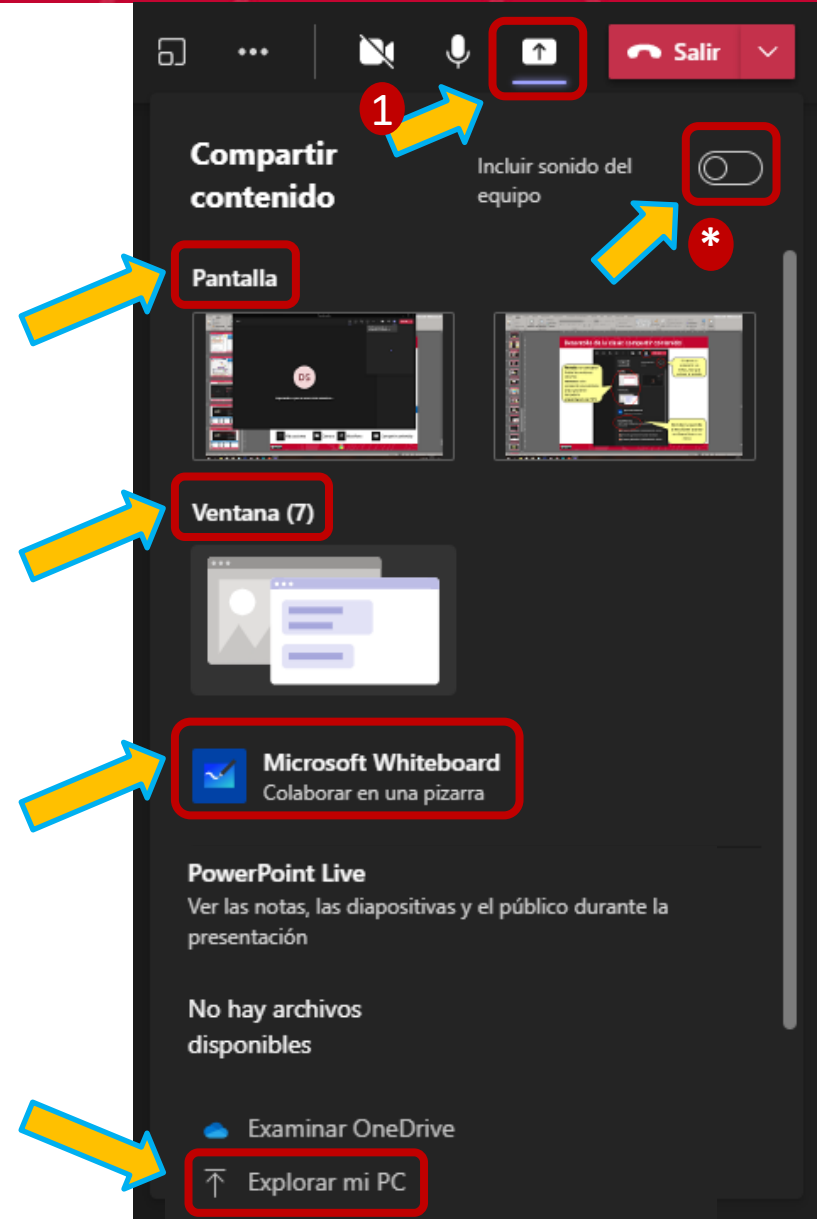 Salir
1
Compartir
contenido
Incluir sonido del
equipo
*
Pantalla
DS
Ventana (7)
Microsoft Whiteboard
Colaborar en una pizarra
PowerPoint Live
Ver las notas, las diapositivas y el público durante la
presentación
No hay archivos
disponibles
Examinar OneDrive
Explorar mi PC